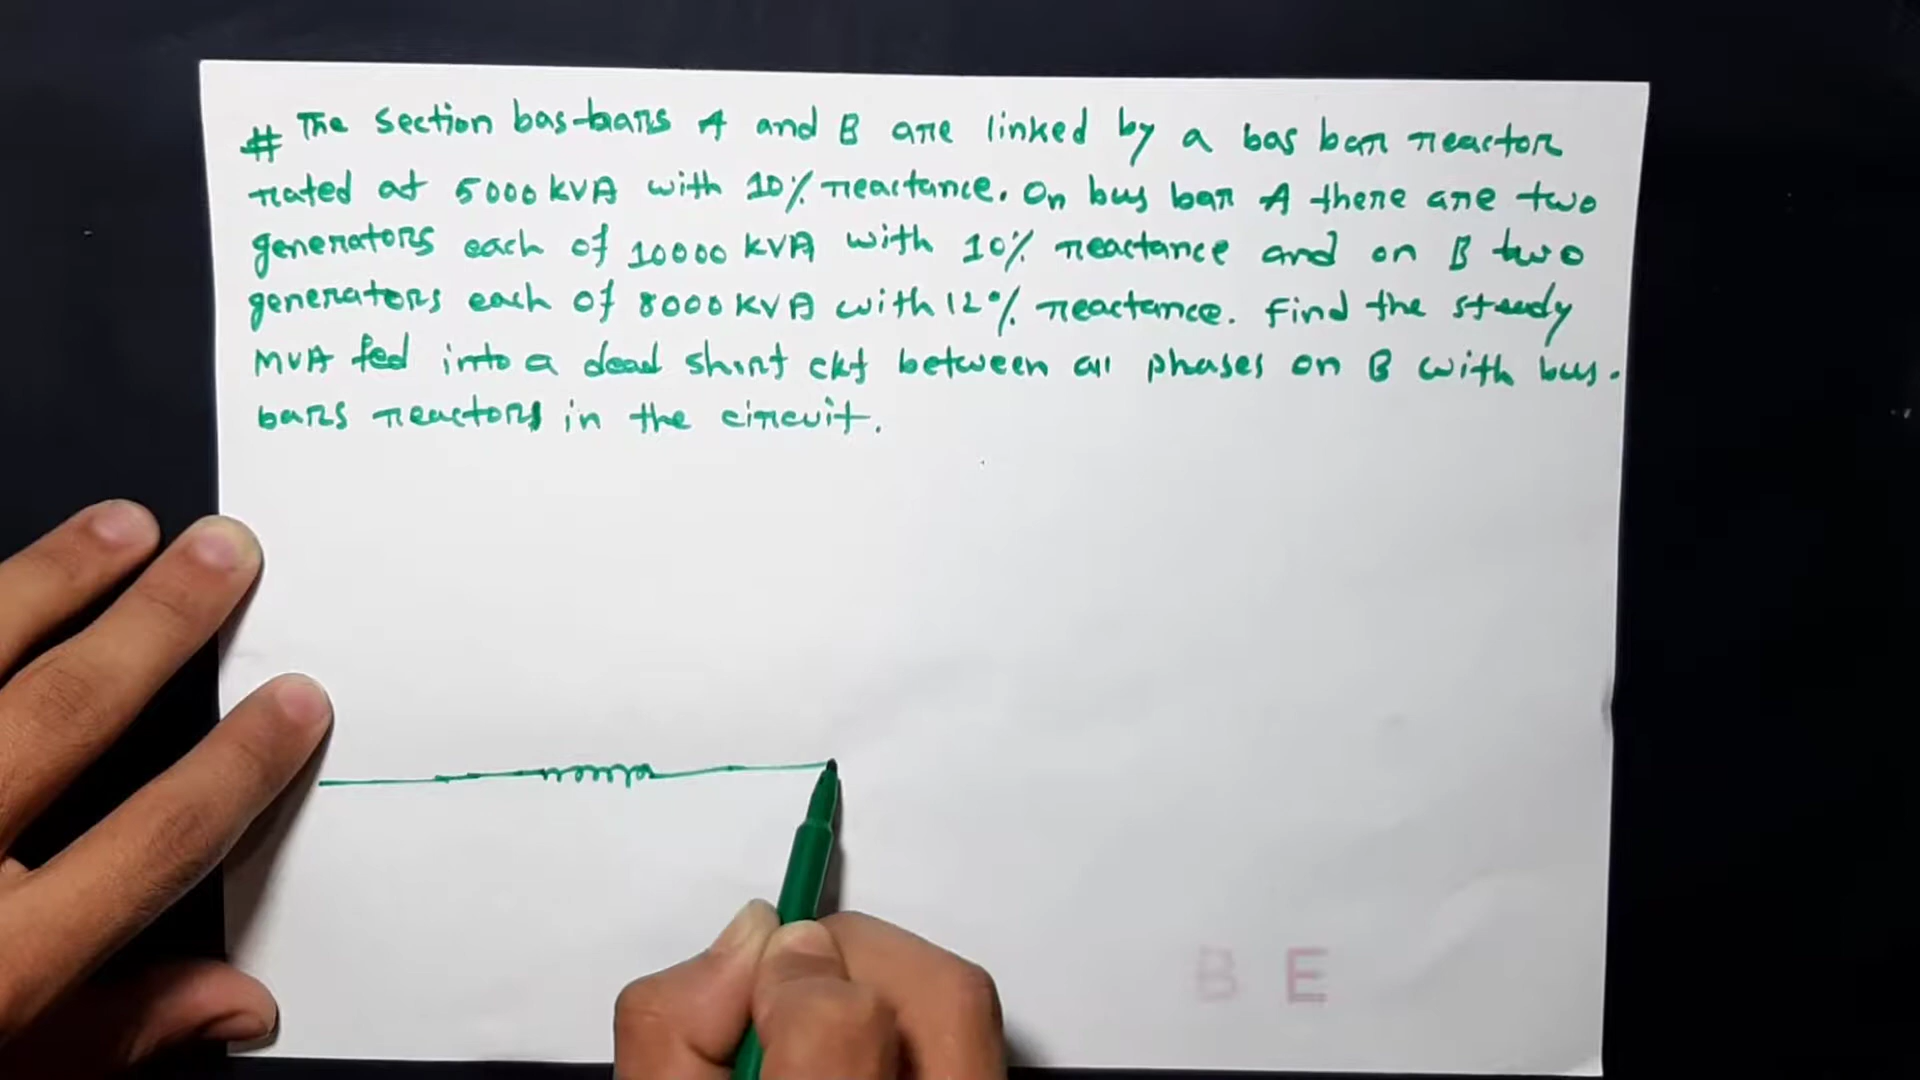 # The section bas-bars A and B are linked by a bas bar reactor
rated at 5000 KVA with 10% reactance. On bus bar A there are two
generators each of 10000 KVA with 10% reactance and on B two
generators each of 8000 KVA with 12% reactance. Find the steady
MVA fed into a dead short ckt between all phases on B with bus.
bars reactors in the circuit.
B E